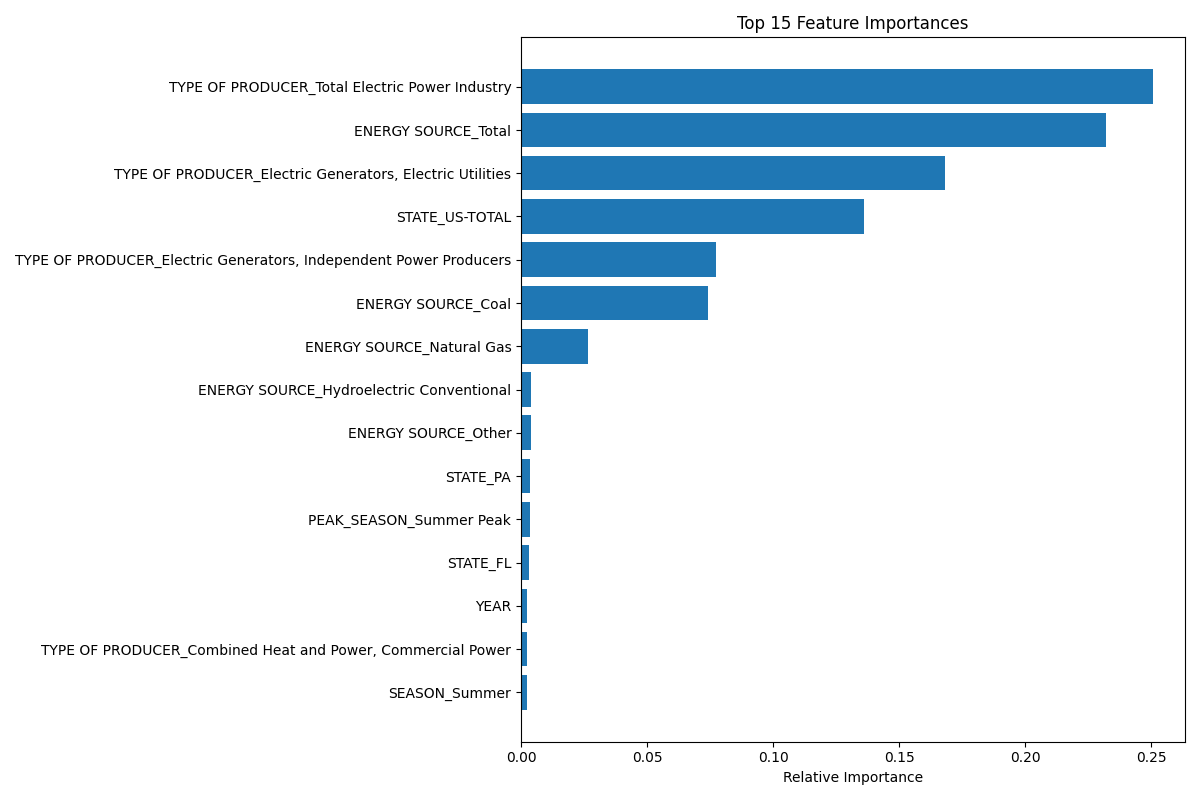 Top 15 Feature Importances
TYPE OF PRODUCER_Total Electric Power Industry
ENERGY SOURCE_Total
TYPE OF PRODUCER_Electric Generators, Electric Utilities
STATE_US-TOTAL
TYPE OF PRODUCER_Electric Generators, Independent Power Producers
ENERGY SOURCE_Coal
ENERGY SOURCE_Natural Gas
ENERGY SOURCE_Hydroelectric Conventional
ENERGY SOURCE_Other
STATE_PA
PEAK_SEASON_Summer Peak
STATE_FL
YEAR
TYPE OF PRODUCER_Combined Heat and Power, Commercial Power
SEASON_Summer
0.00 0.05 0.10 0.15 0.20 0.25
Relative Importance